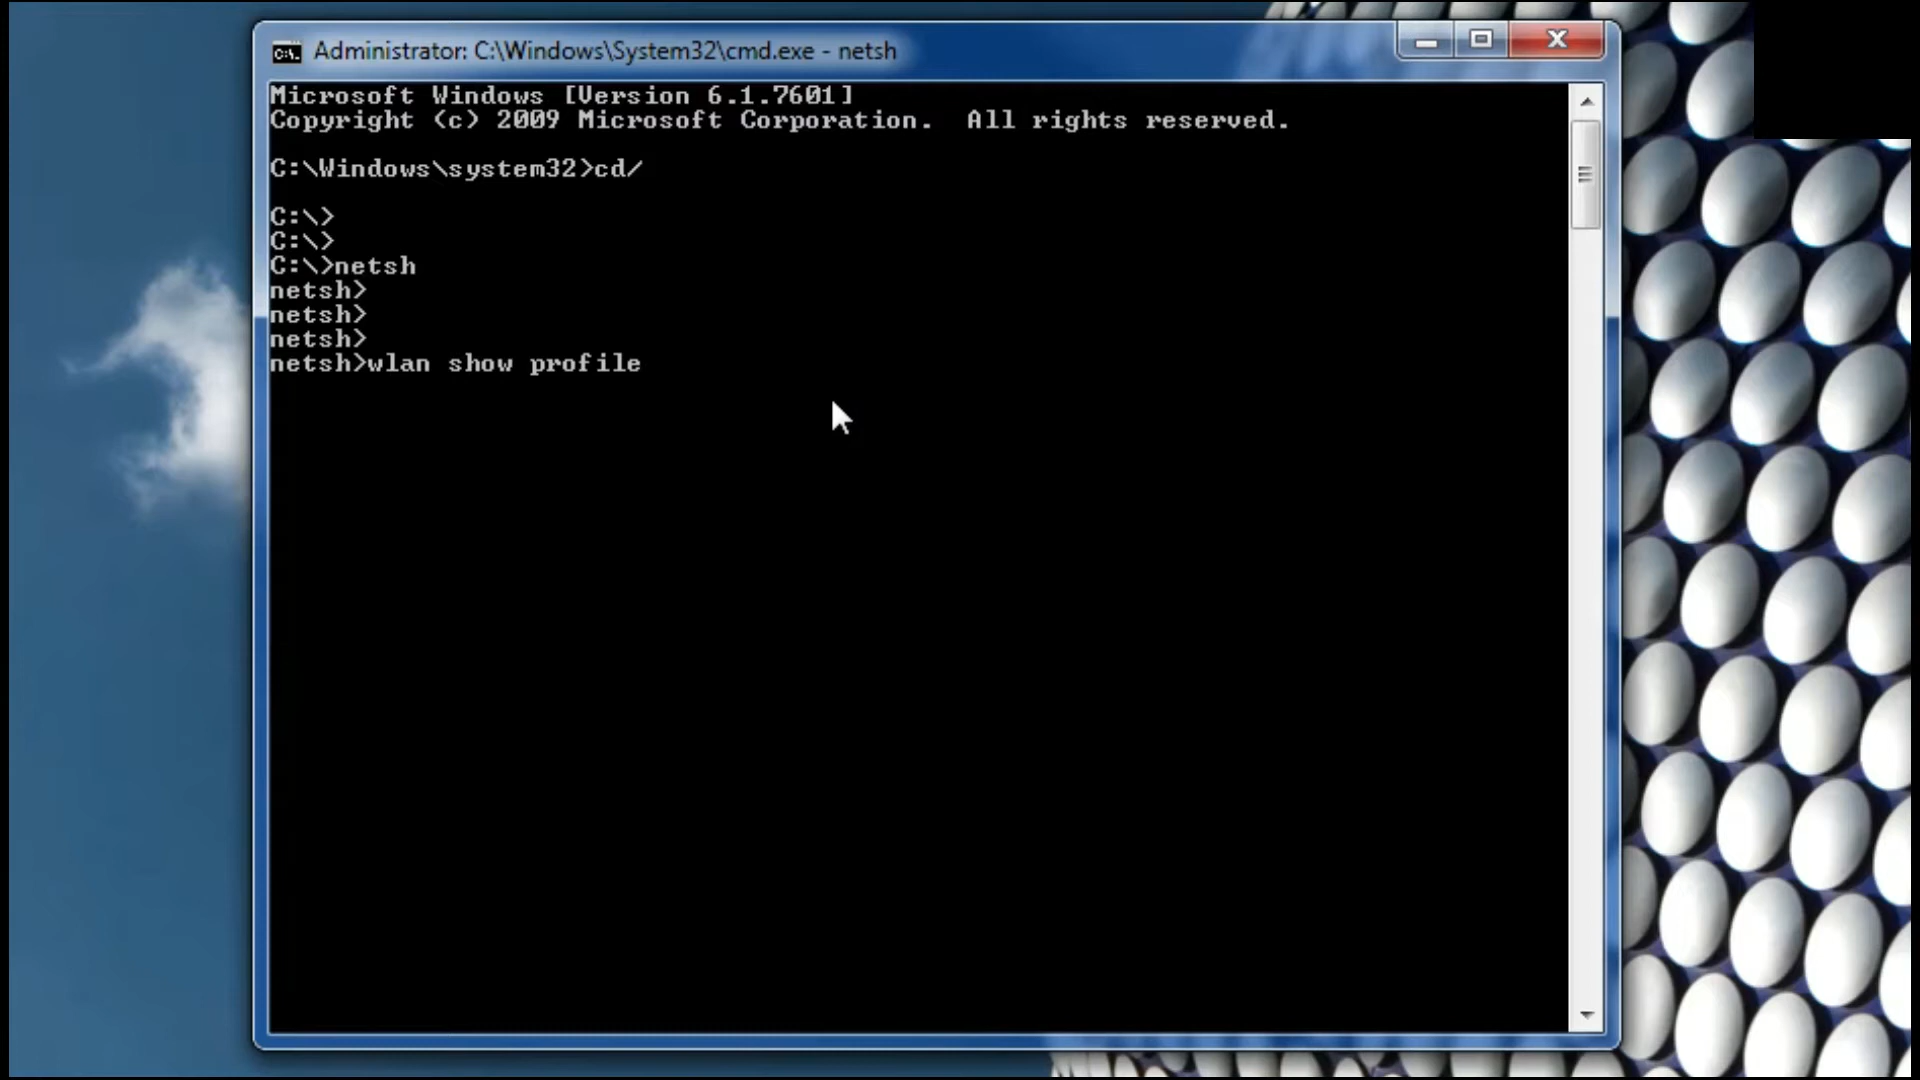 Administrator: C:\Windows\System32\cmd.exe - netsh
Microsoft Windows [Version 6.1.7601]
Copyright (c) 2009 Microsoft Corporation.  All rights reserved.
C:\Windows\system32>cd/
C:\>
C:\>
C:\>netsh
netsh>
netsh>
netsh>
netsh>wlan show profile